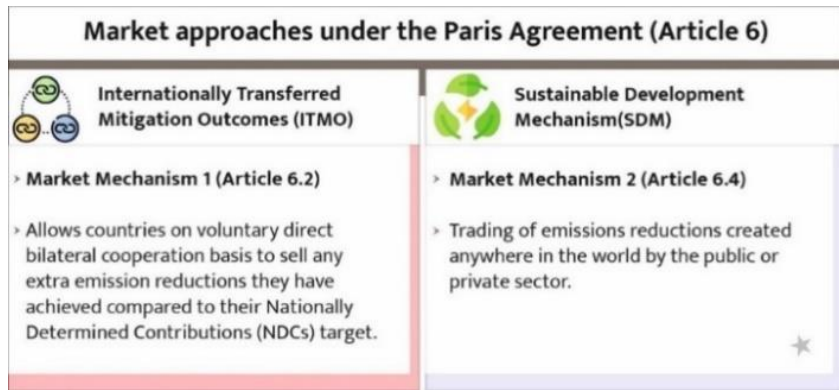 Market approaches under the Paris Agreement (Article 6)
Internationally Transferred
Mitigation Outcomes (ITMO)
› Market Mechanism 1 (Article 6.2)
› Allows countries on voluntary direct
bilateral cooperation basis to sell any
extra emission reductions they have
achieved compared to their Nationally
Determined Contributions (NDCs) target.
Sustainable Development
Mechanism(SDM)
› Market Mechanism 2 (Article 6.4)
› Trading of emissions reductions created
anywhere in the world by the public or
private sector.